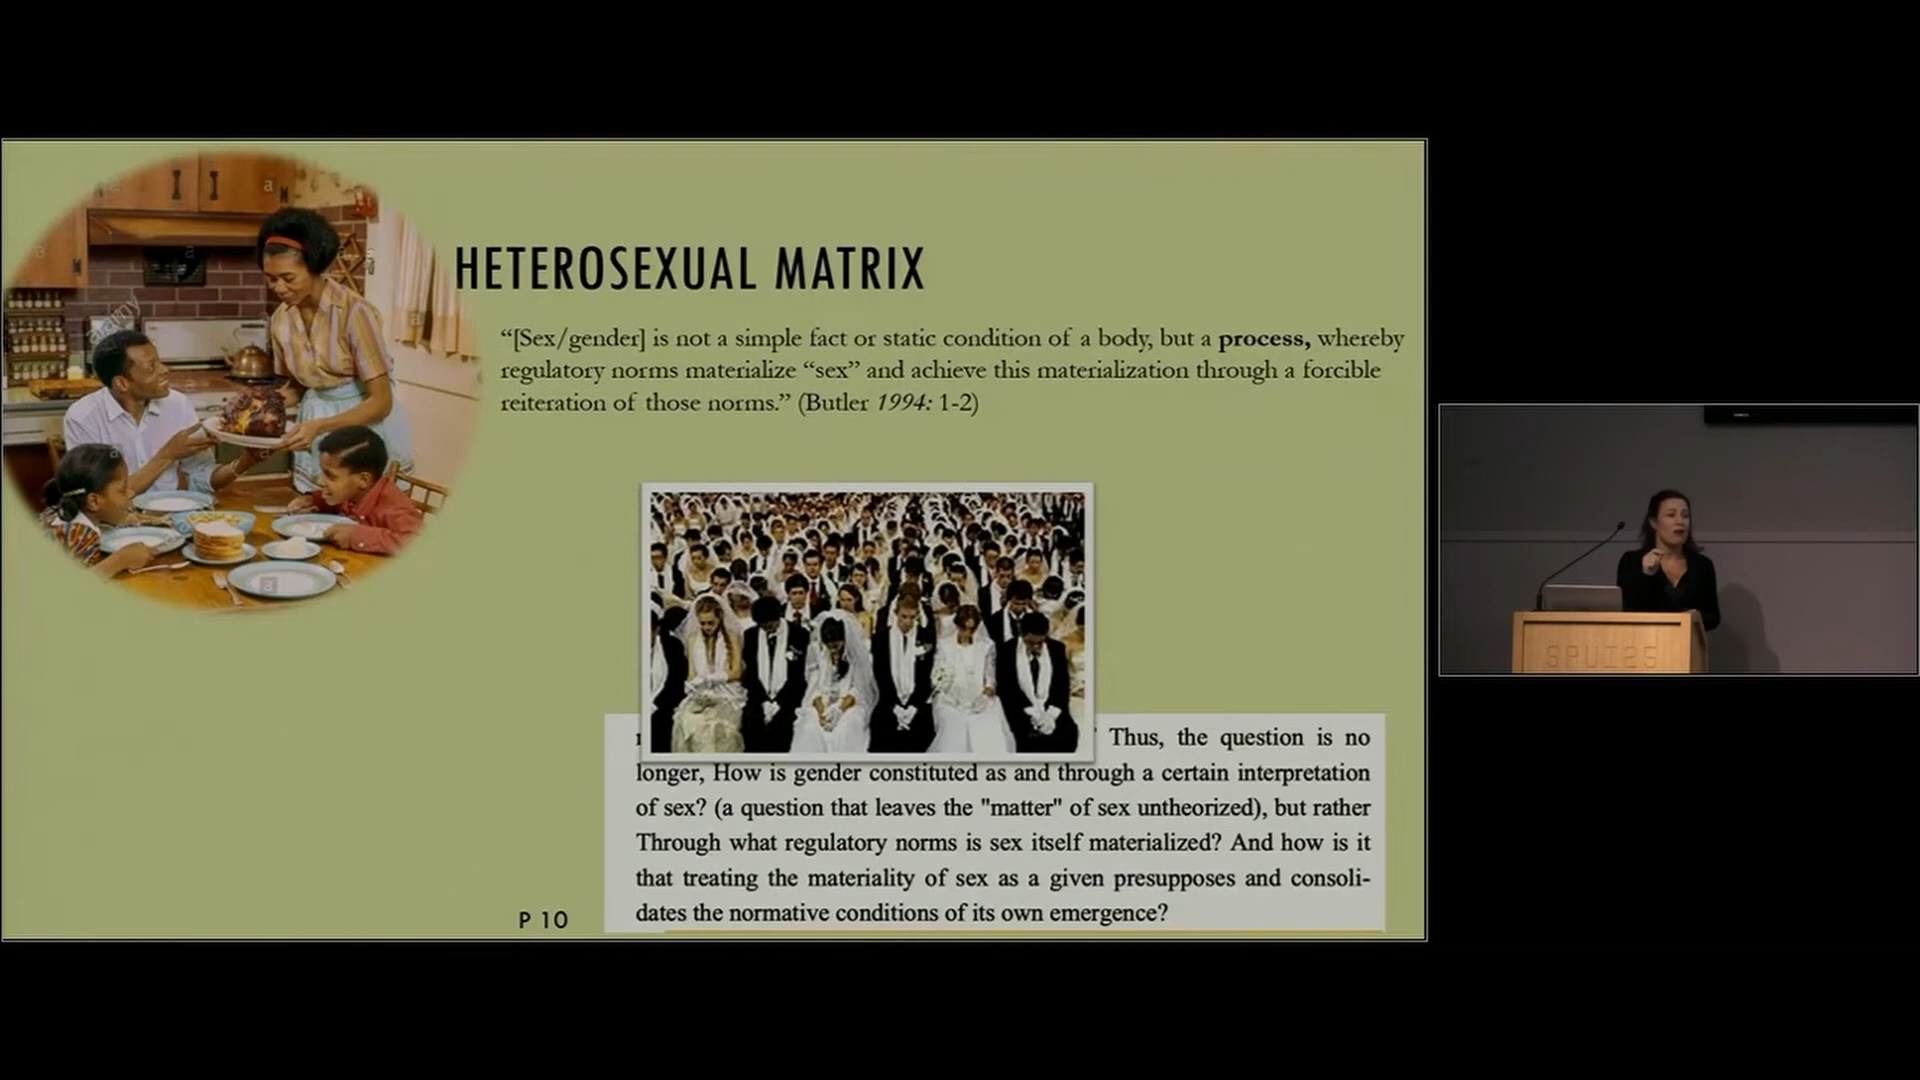 HETEROSEXUAL MATRIX
“[Sex/gender] is not a simple fact or static condition of a body, but a process, whereby
regulatory norms materialize “sex” and achieve this materialization through a forcible
reiteration of those norms.” (Butler 1994: 1-2)
Thus, the question is no
longer, How is gender constituted as and through a certain interpretation
of sex? (a question that leaves the "matter" of sex untheorized), but rather
Through what regulatory norms is sex itself materialized? And how is it
that treating the materiality of sex as a given presupposes and consoli-
dates the normative conditions of its own emergence?
P 10
alamy
a
SPUI25